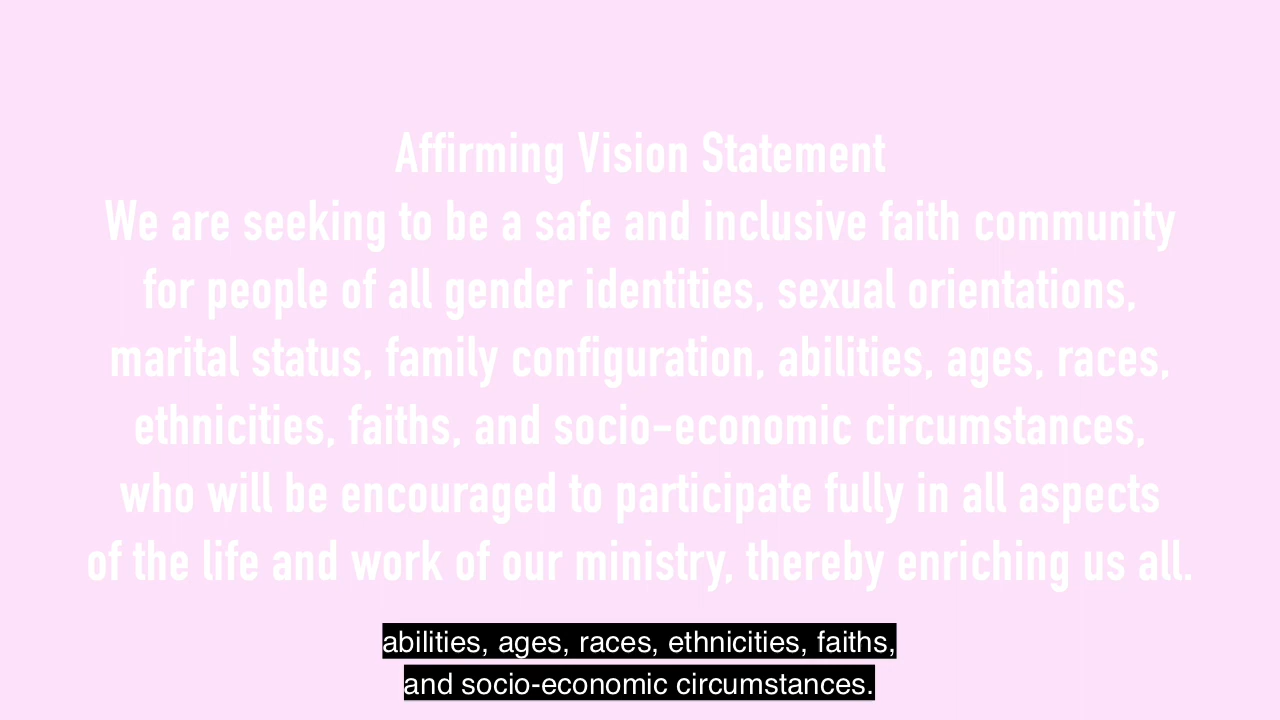 Affirming Vision Statement
We are seeking to be a safe and inclusive faith community
for people of all gender identities, sexual orientations,
marital status, family configuration, abilities, ages, races,
ethnicities, faiths, and socio-economic circumstances,
who will be encouraged to participate fully in all aspects
of the life and work of our ministry, thereby enriching us all.
abilities, ages, races, ethnicities, faiths,
and socio-economic circumstances.